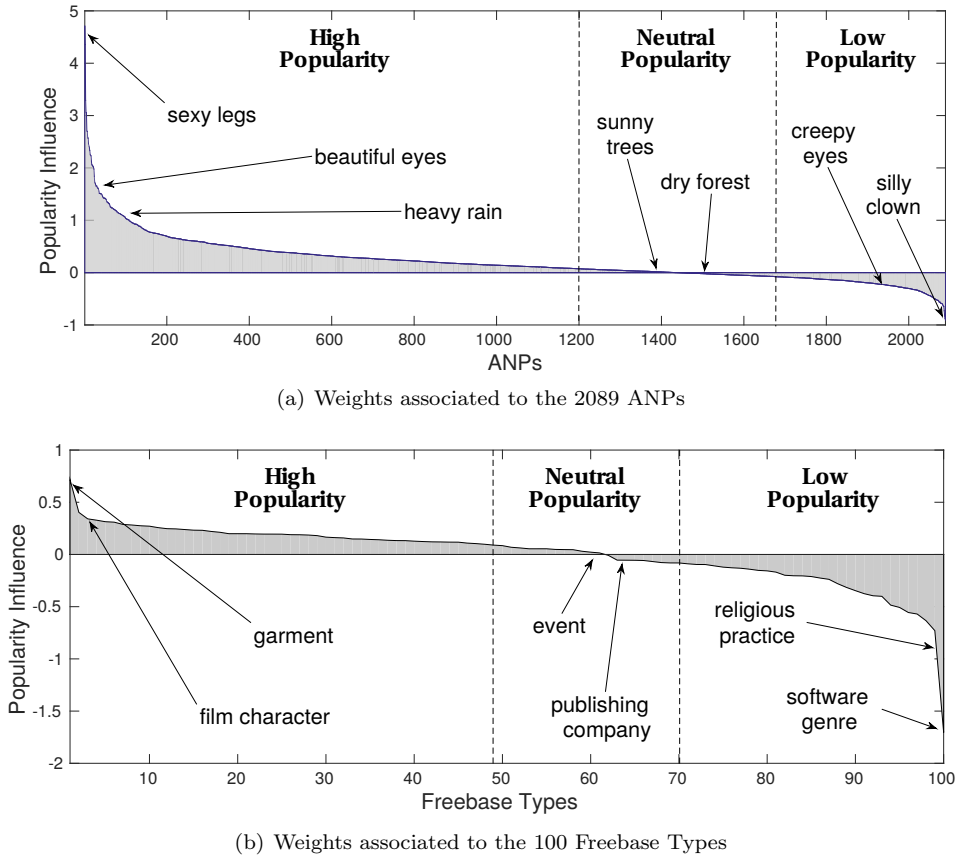 High
Popularity
Neutral
Popularity
Low
Popularity
5
4
3
2
1
0
-1
Popularity Influence
sexy legs
beautiful eyes
heavy rain
sunny
trees
dry forest
creepy
eyes
silly
clown
200 400 600 800 1000 1200 1400 1600 1800 2000
ANPs
(a) Weights associated to the 2089 ANPs
High
Popularity
Neutral
Popularity
Low
Popularity
1
0.5
0
-0.5
-1
-1.5
-2
Popularity Influence
garment
film character
event
publishing
company
religious
practice
software
genre
10 20 30 40 50 60 70 80 90 100
Freebase Types
(b) Weights associated to the 100 Freebase Types